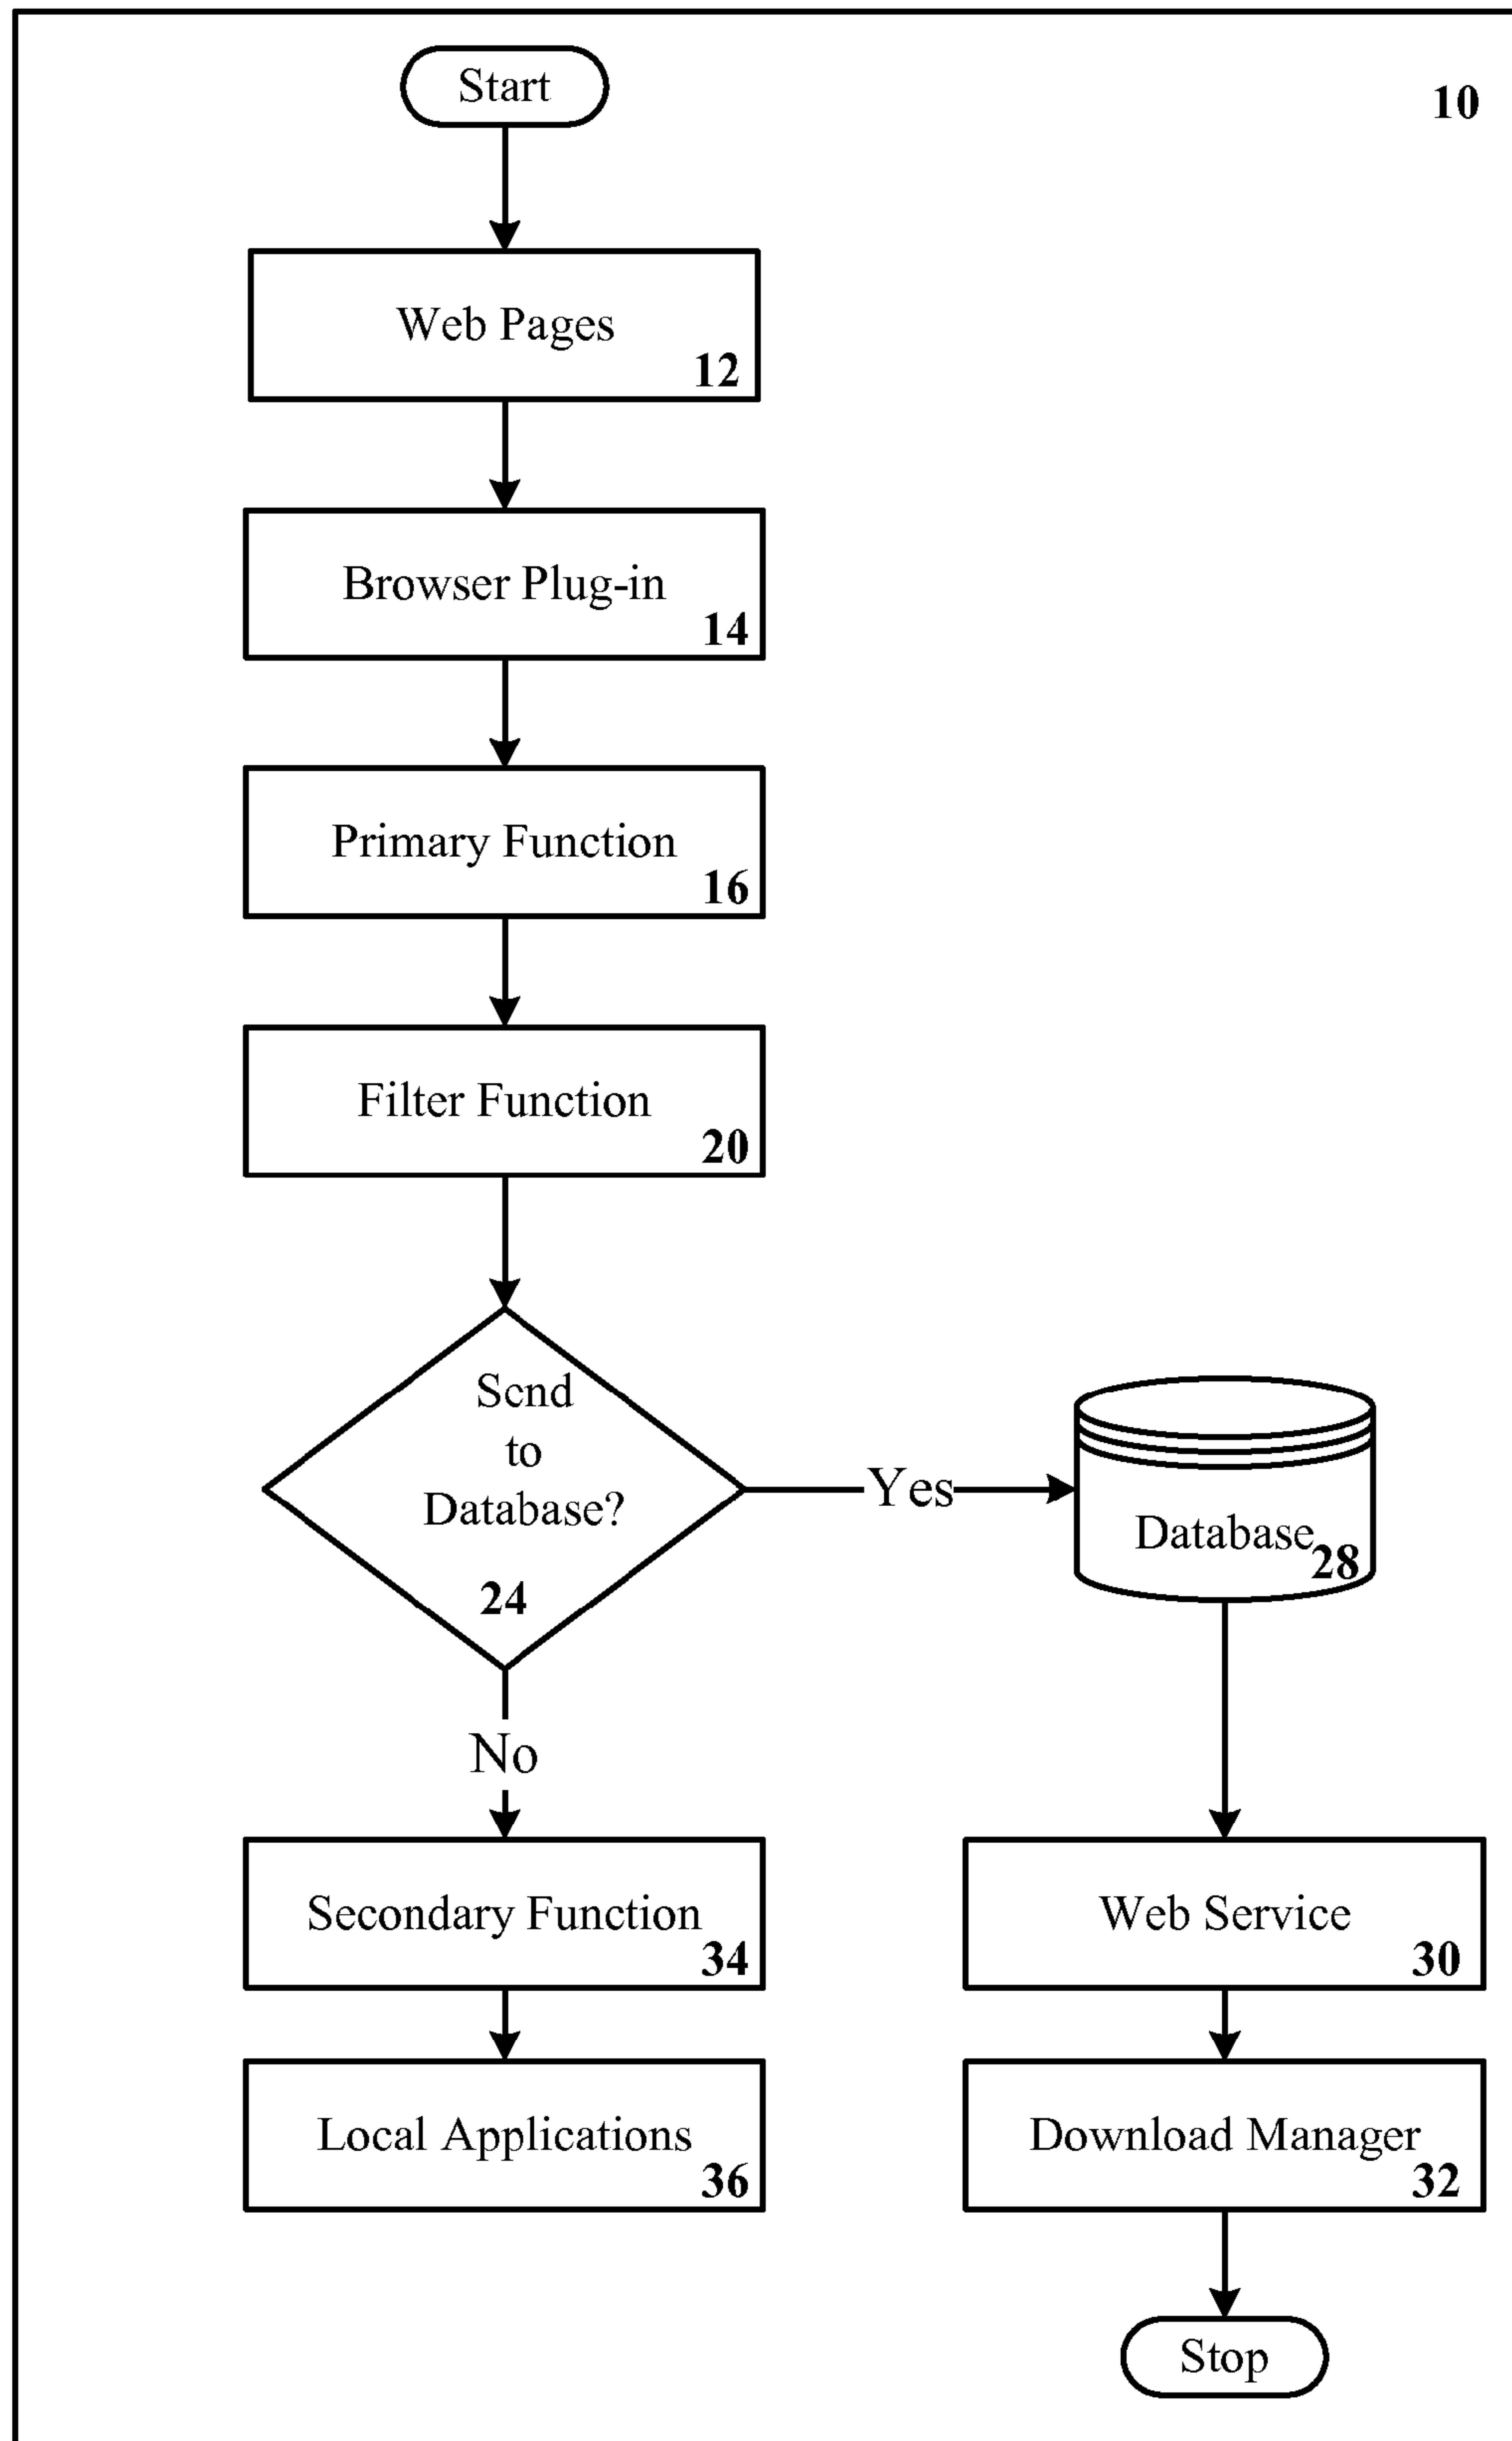 Start
10
Web Pages
12
Browser Plug-in
14
Primary Function
16
Filter Function
20
Send
to
Database?
24
Yes
Database
28
No
Secondary Function
34
Web Service
30
Local Applications
36
Download Manager
32
Stop